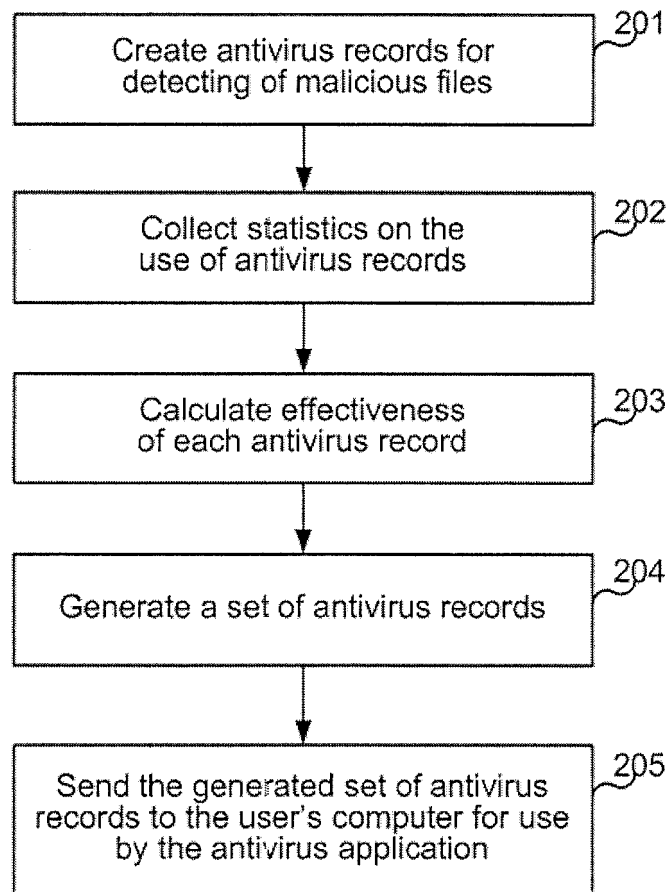 201
Create antivirus records for
detecting of malicious files
202
Collect statistics on the
use of antivirus records
203
Calculate effectiveness
of each antivirus record
204
Generate a set of antivirus records
205
Send the generated set of antivirus
records to the user's computer for use
by the antivirus application